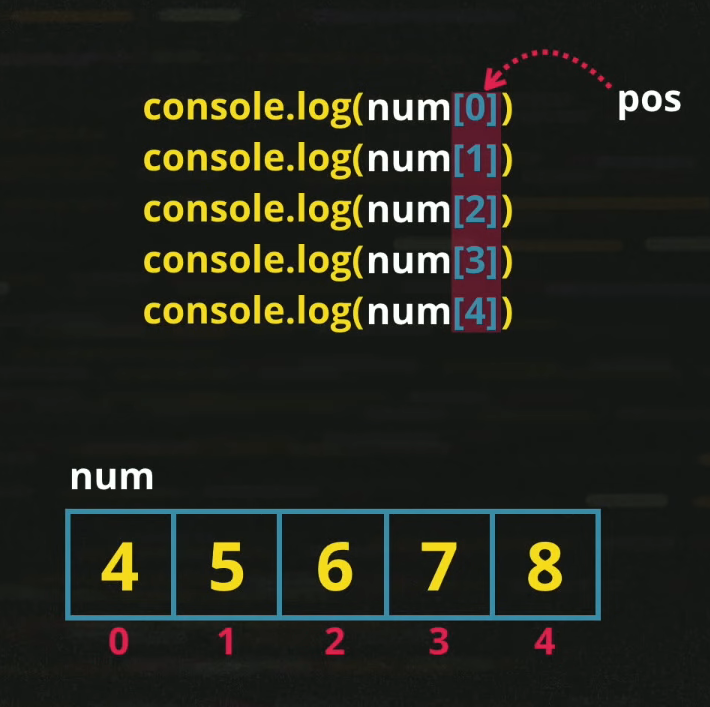 console.log(num[0]) pos
console.log(num[1])
console.log(num[2])
console.log(num[3])
console.log(num[4])
num
4 5 6 7 8
0 1 2 3 4